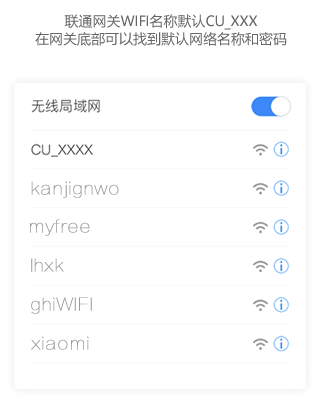 联通网关WIFI名称默认CU_XXX
在网关底部可以找到默认网络名称和密码
无线局域网
CU_XXXX
kanjignwo
myfree
lhxk
ghiWIFI
xiaomi